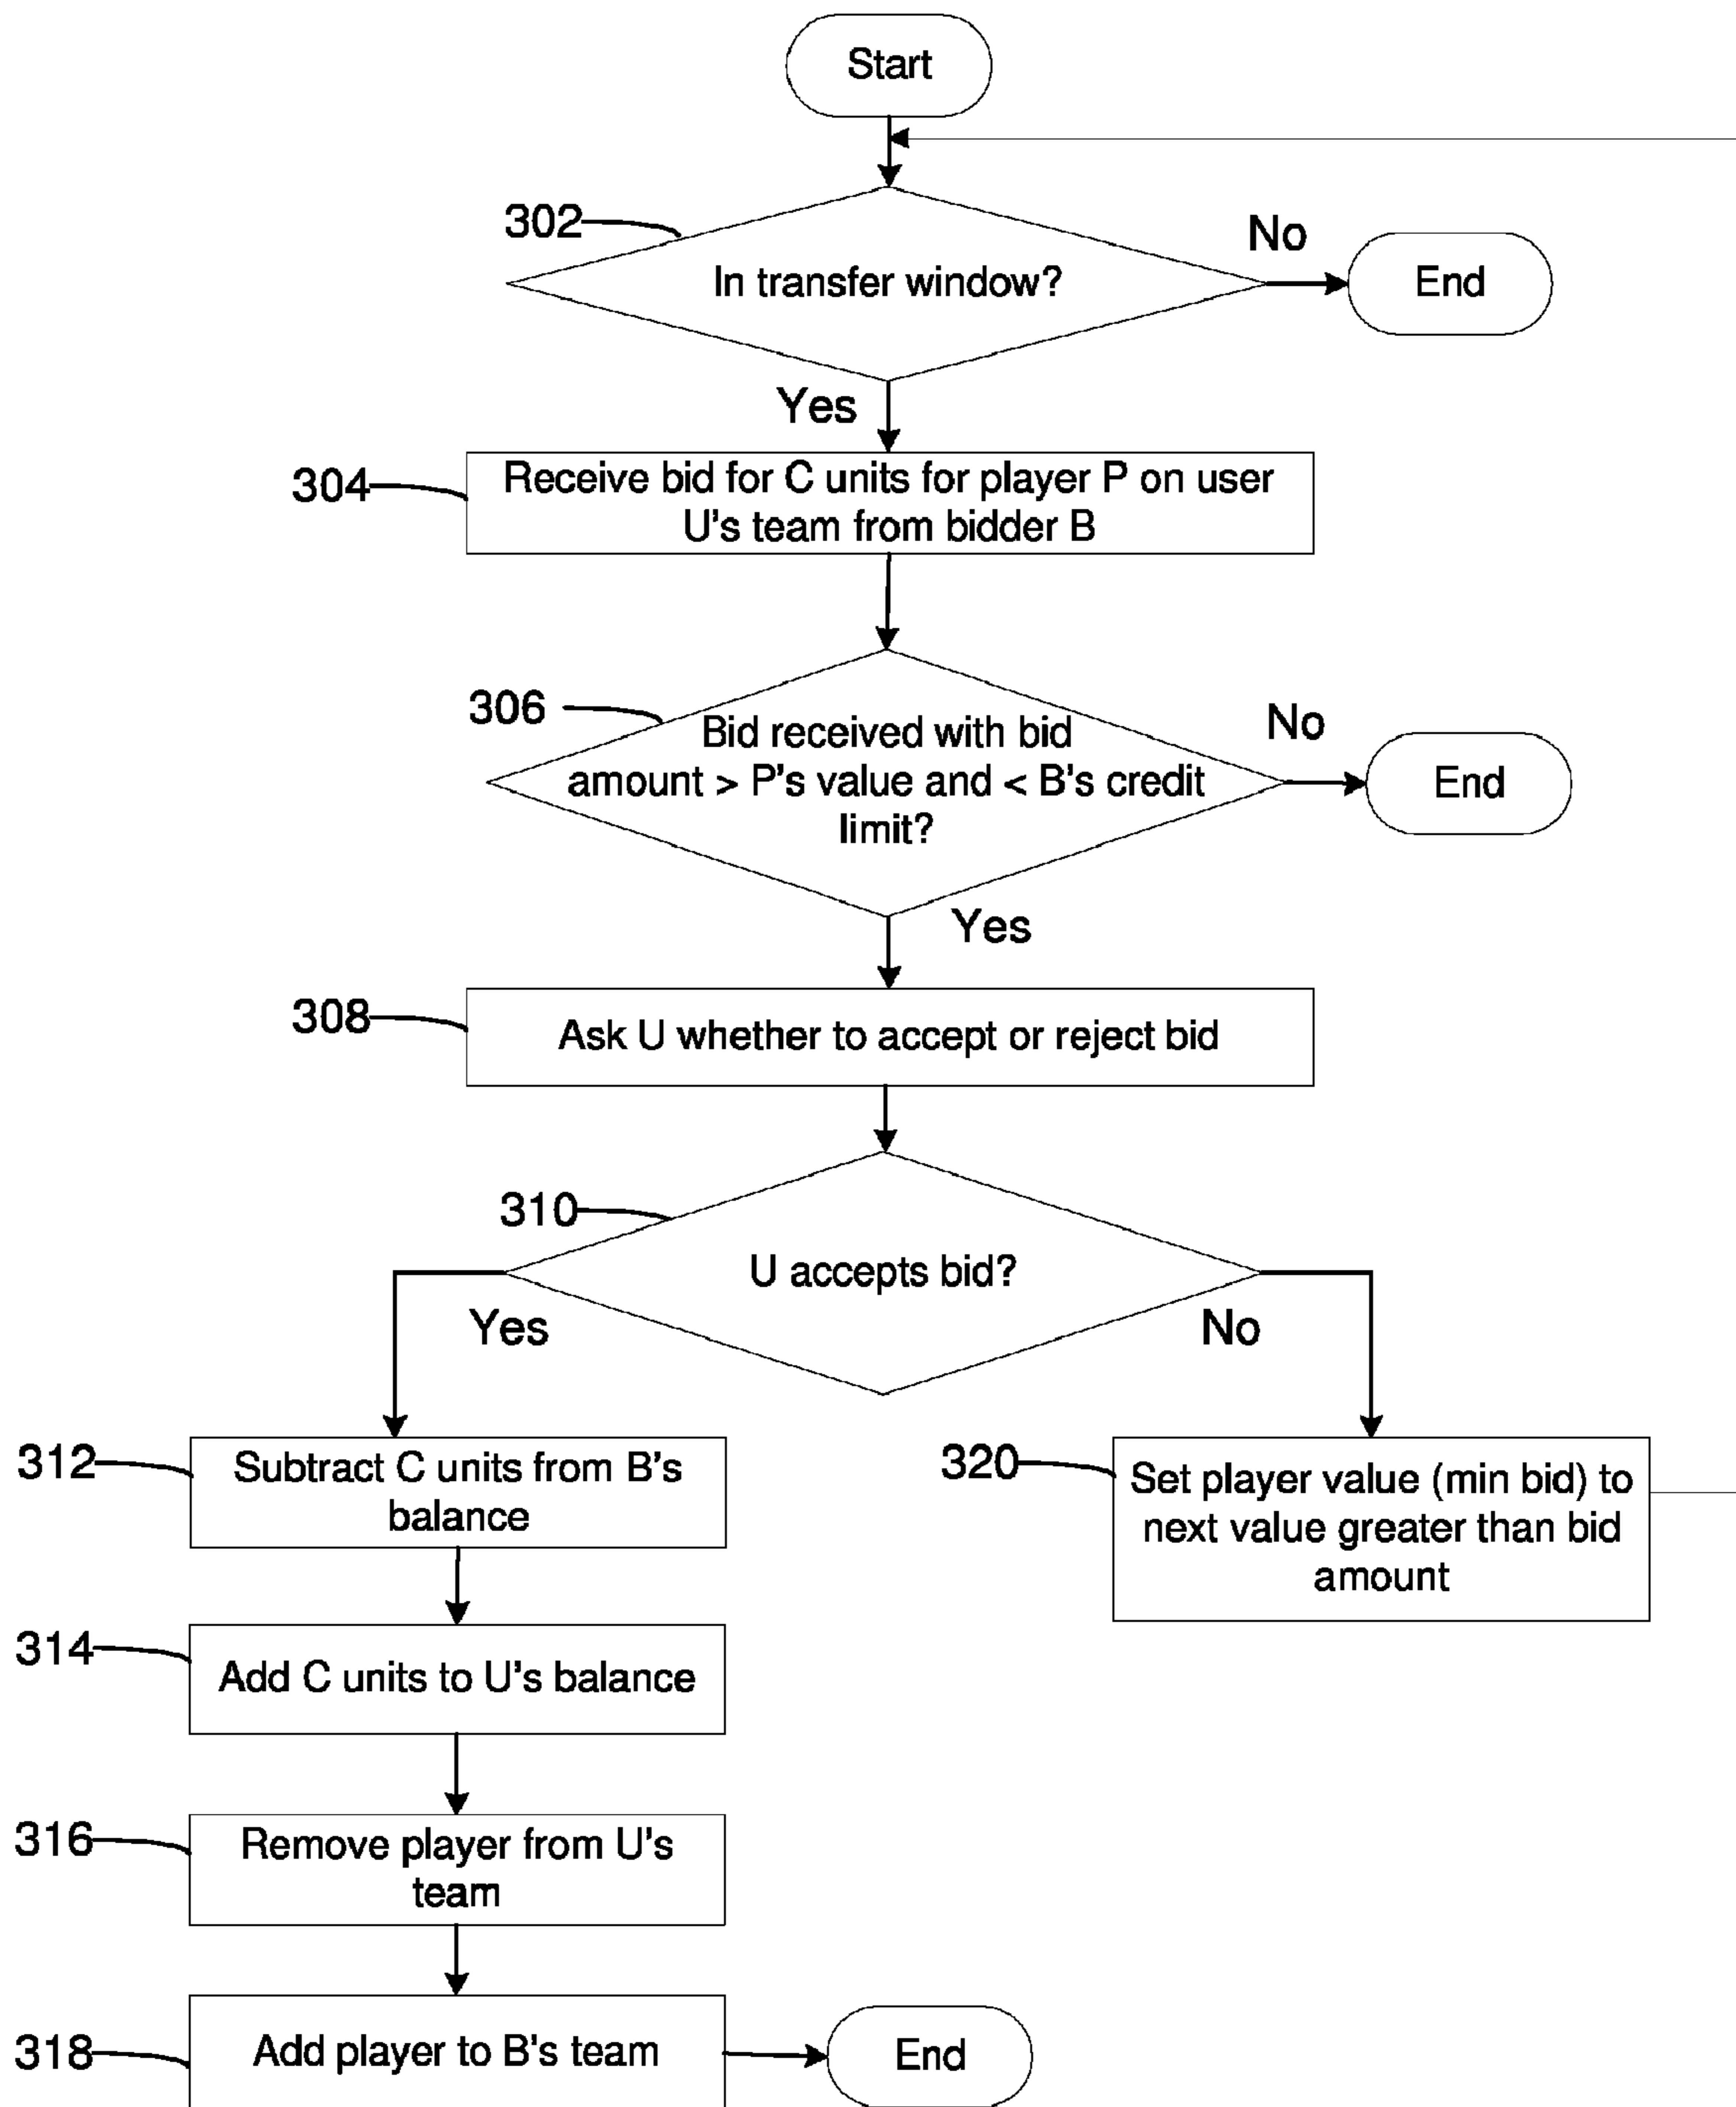 Start
302
In transfer window?
No
End
Yes
304
Receive bid for C units for player P on user
U's team from bidder B
306
Bid received with bid
amount > P's value and < B's credit
limit?
No
End
Yes
308
Ask U whether to accept or reject bid
310
U accepts bid?
Yes
No
312
Subtract C units from B's
balance
320
Set player value (min bid) to
next value greater than bid
amount
314
Add C units to U's balance
316
Remove player from U's
team
318
Add player to B's team
End